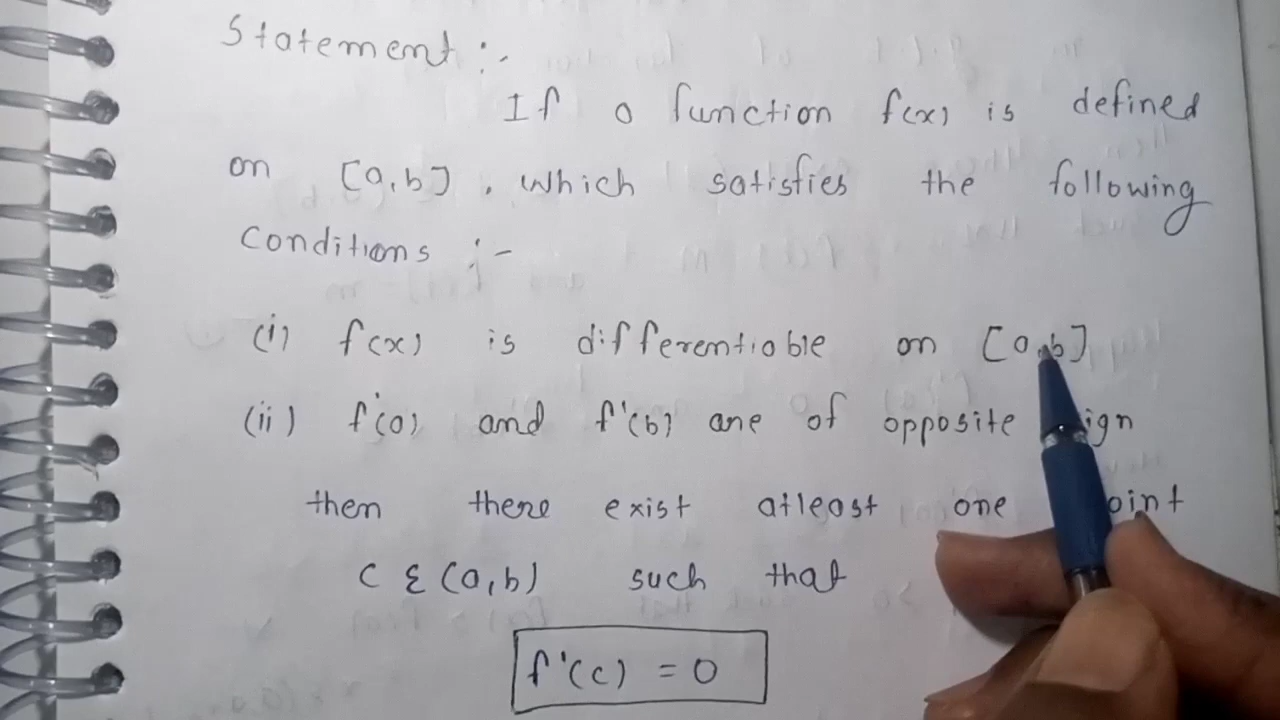 Statement :-
If a function f(x) is defined
on [a,b] . which satisfies the following
conditions :-
(i) f(x) is differentiable on [a,b]
(ii) f'(a) and f'(b) are of opposite
then there exist atleast one
C ε (a,b) such that
f'(c) = 0